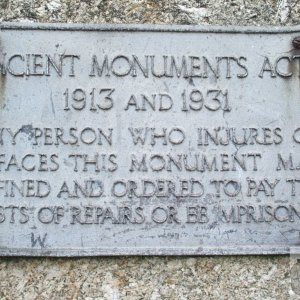 NCIENT MONUMENTS ACT
1913 AND 1931
NY PERSON WHO INJURES O
FACES THIS MONUMENT MA
FINED AND ORDERED TO PAY T
STS OF REPAIRS OR BE IMPRISON
W